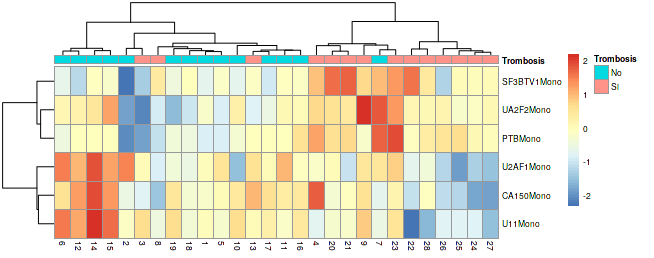 Trombosis
SF3BTV1Mono
UA2F2Mono
PTBMono
U2AF1Mono
CA150Mono
U11Mono
6 12 14 15 2 3 8 19 18 1 5 10 13 17 11 16 4 20 21 9 7 23 22 28 26 25 24 27
2
1
0
-1
-2
Trombosis
No
SI